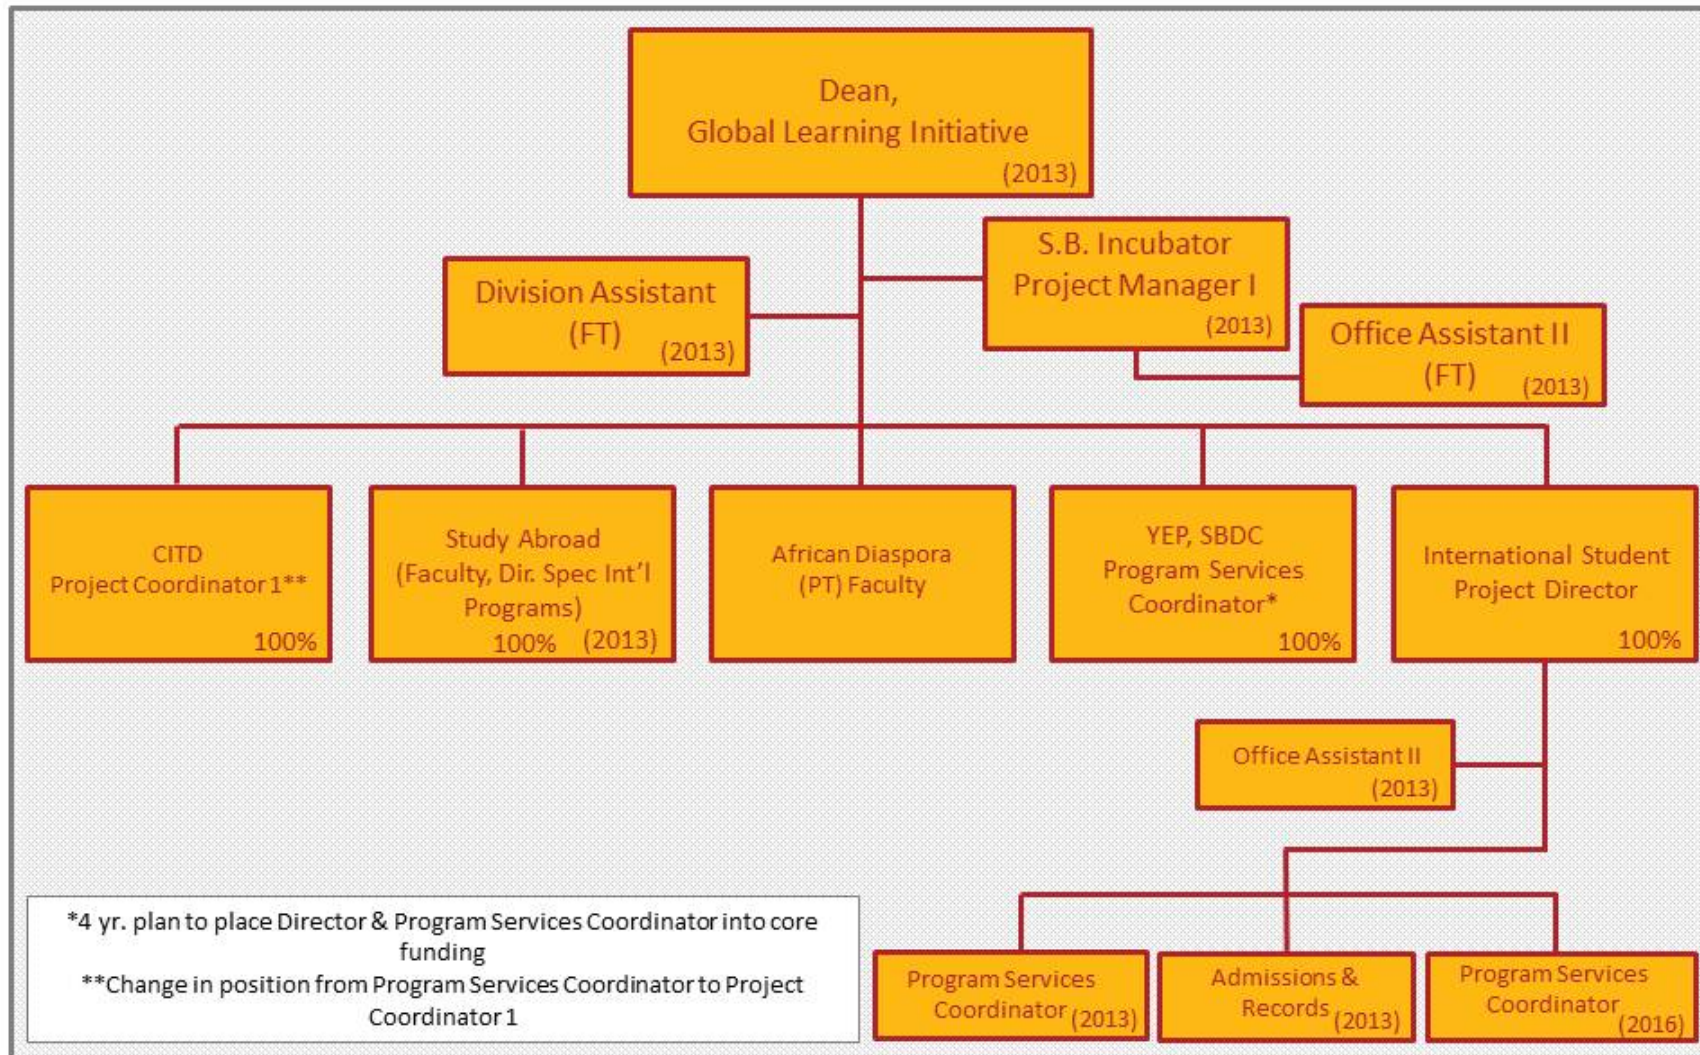 Dean,
Global Learning Initiative
(2013)
S.B. Incubator
Project Manager I
(2013)
Division Assistant
(FT)
(2013)
Office Assistant II
(FT)
(2013)
CITD
Project Coordinator 1**
100%
Study Abroad
(Faculty, Dir. Spec Int'l
Programs)
100% (2013)
African Diaspora
(PT) Faculty
YEP, SBDC
Program Services
Coordinator*
100%
International Student
Project Director
100%
Office Assistant II
(2013)
Program Services
Coordinator (2013)
Admissions &
Records (2013)
Program Services
Coordinator
(2016)
*4 yr. plan to place Director & Program Services Coordinator into core
funding
**Change in position from Program Services Coordinator to Project
Coordinator 1